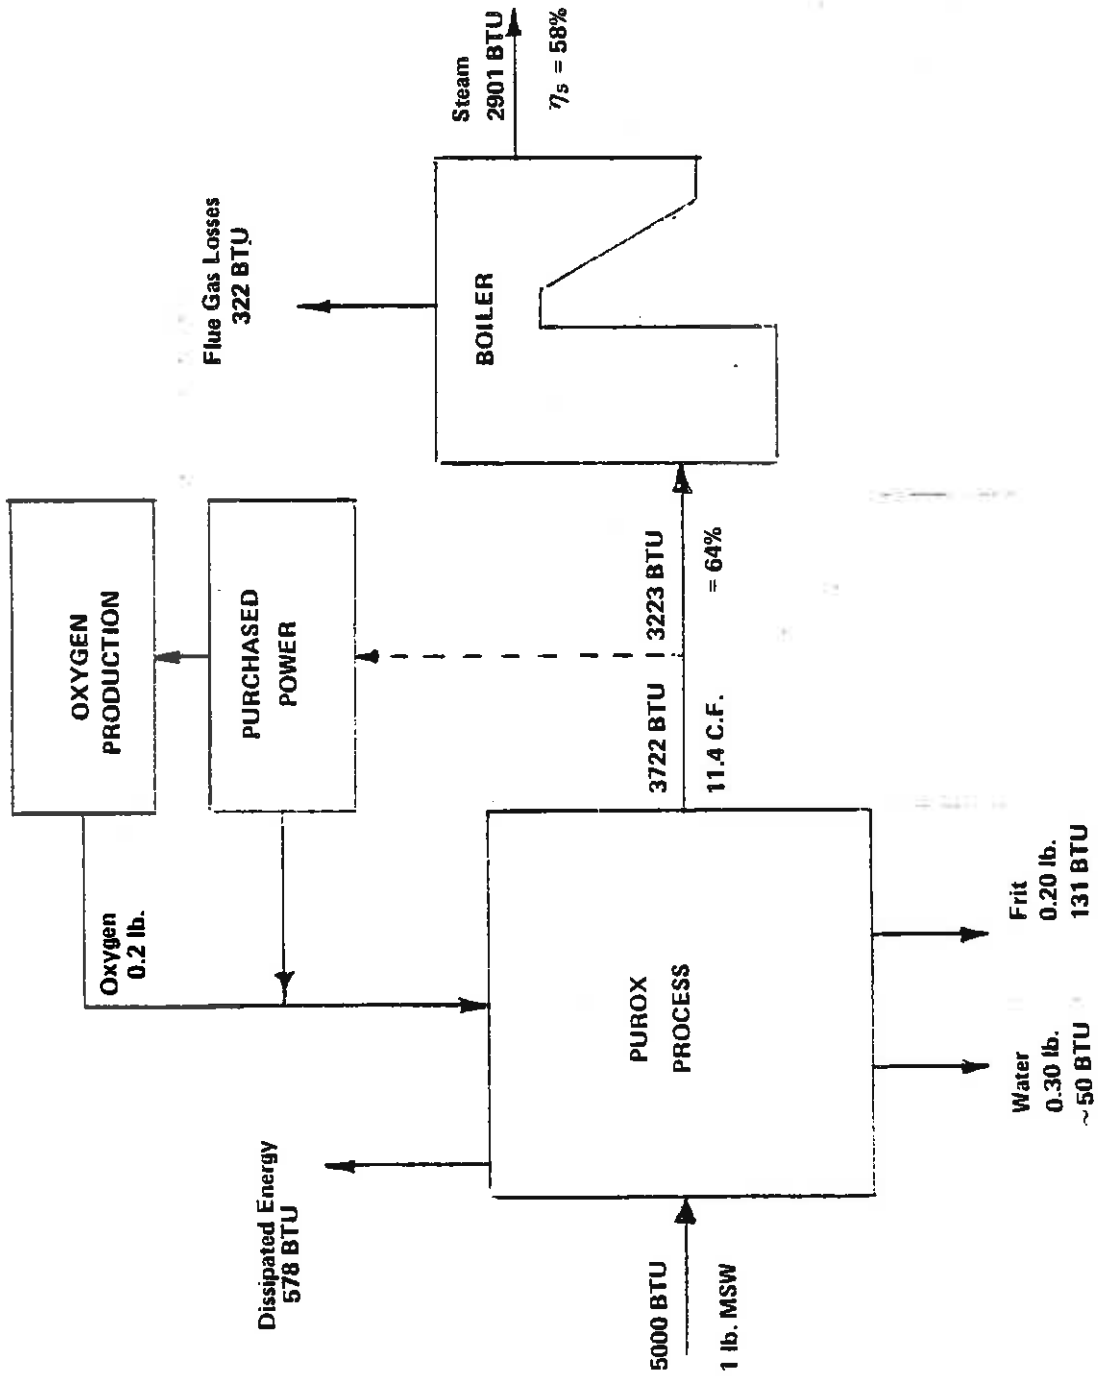 OXYGEN
PRODUCTION
PURCHASED
POWER
Oxygen
0.2 lb.
Dissipated Energy
578 BTU
5000 BTU
1 lb. MSW
PUROX
PROCESS
Water
0.30 lb.
~ 50 BTU
Frit
0.20 lb.
131 BTU
3722 BTU
11.4 C.F.
3223 BTU
= 64%
Flue Gas Losses
322 BTU
BOILER
Steam
2901 BTU
ηs = 58%